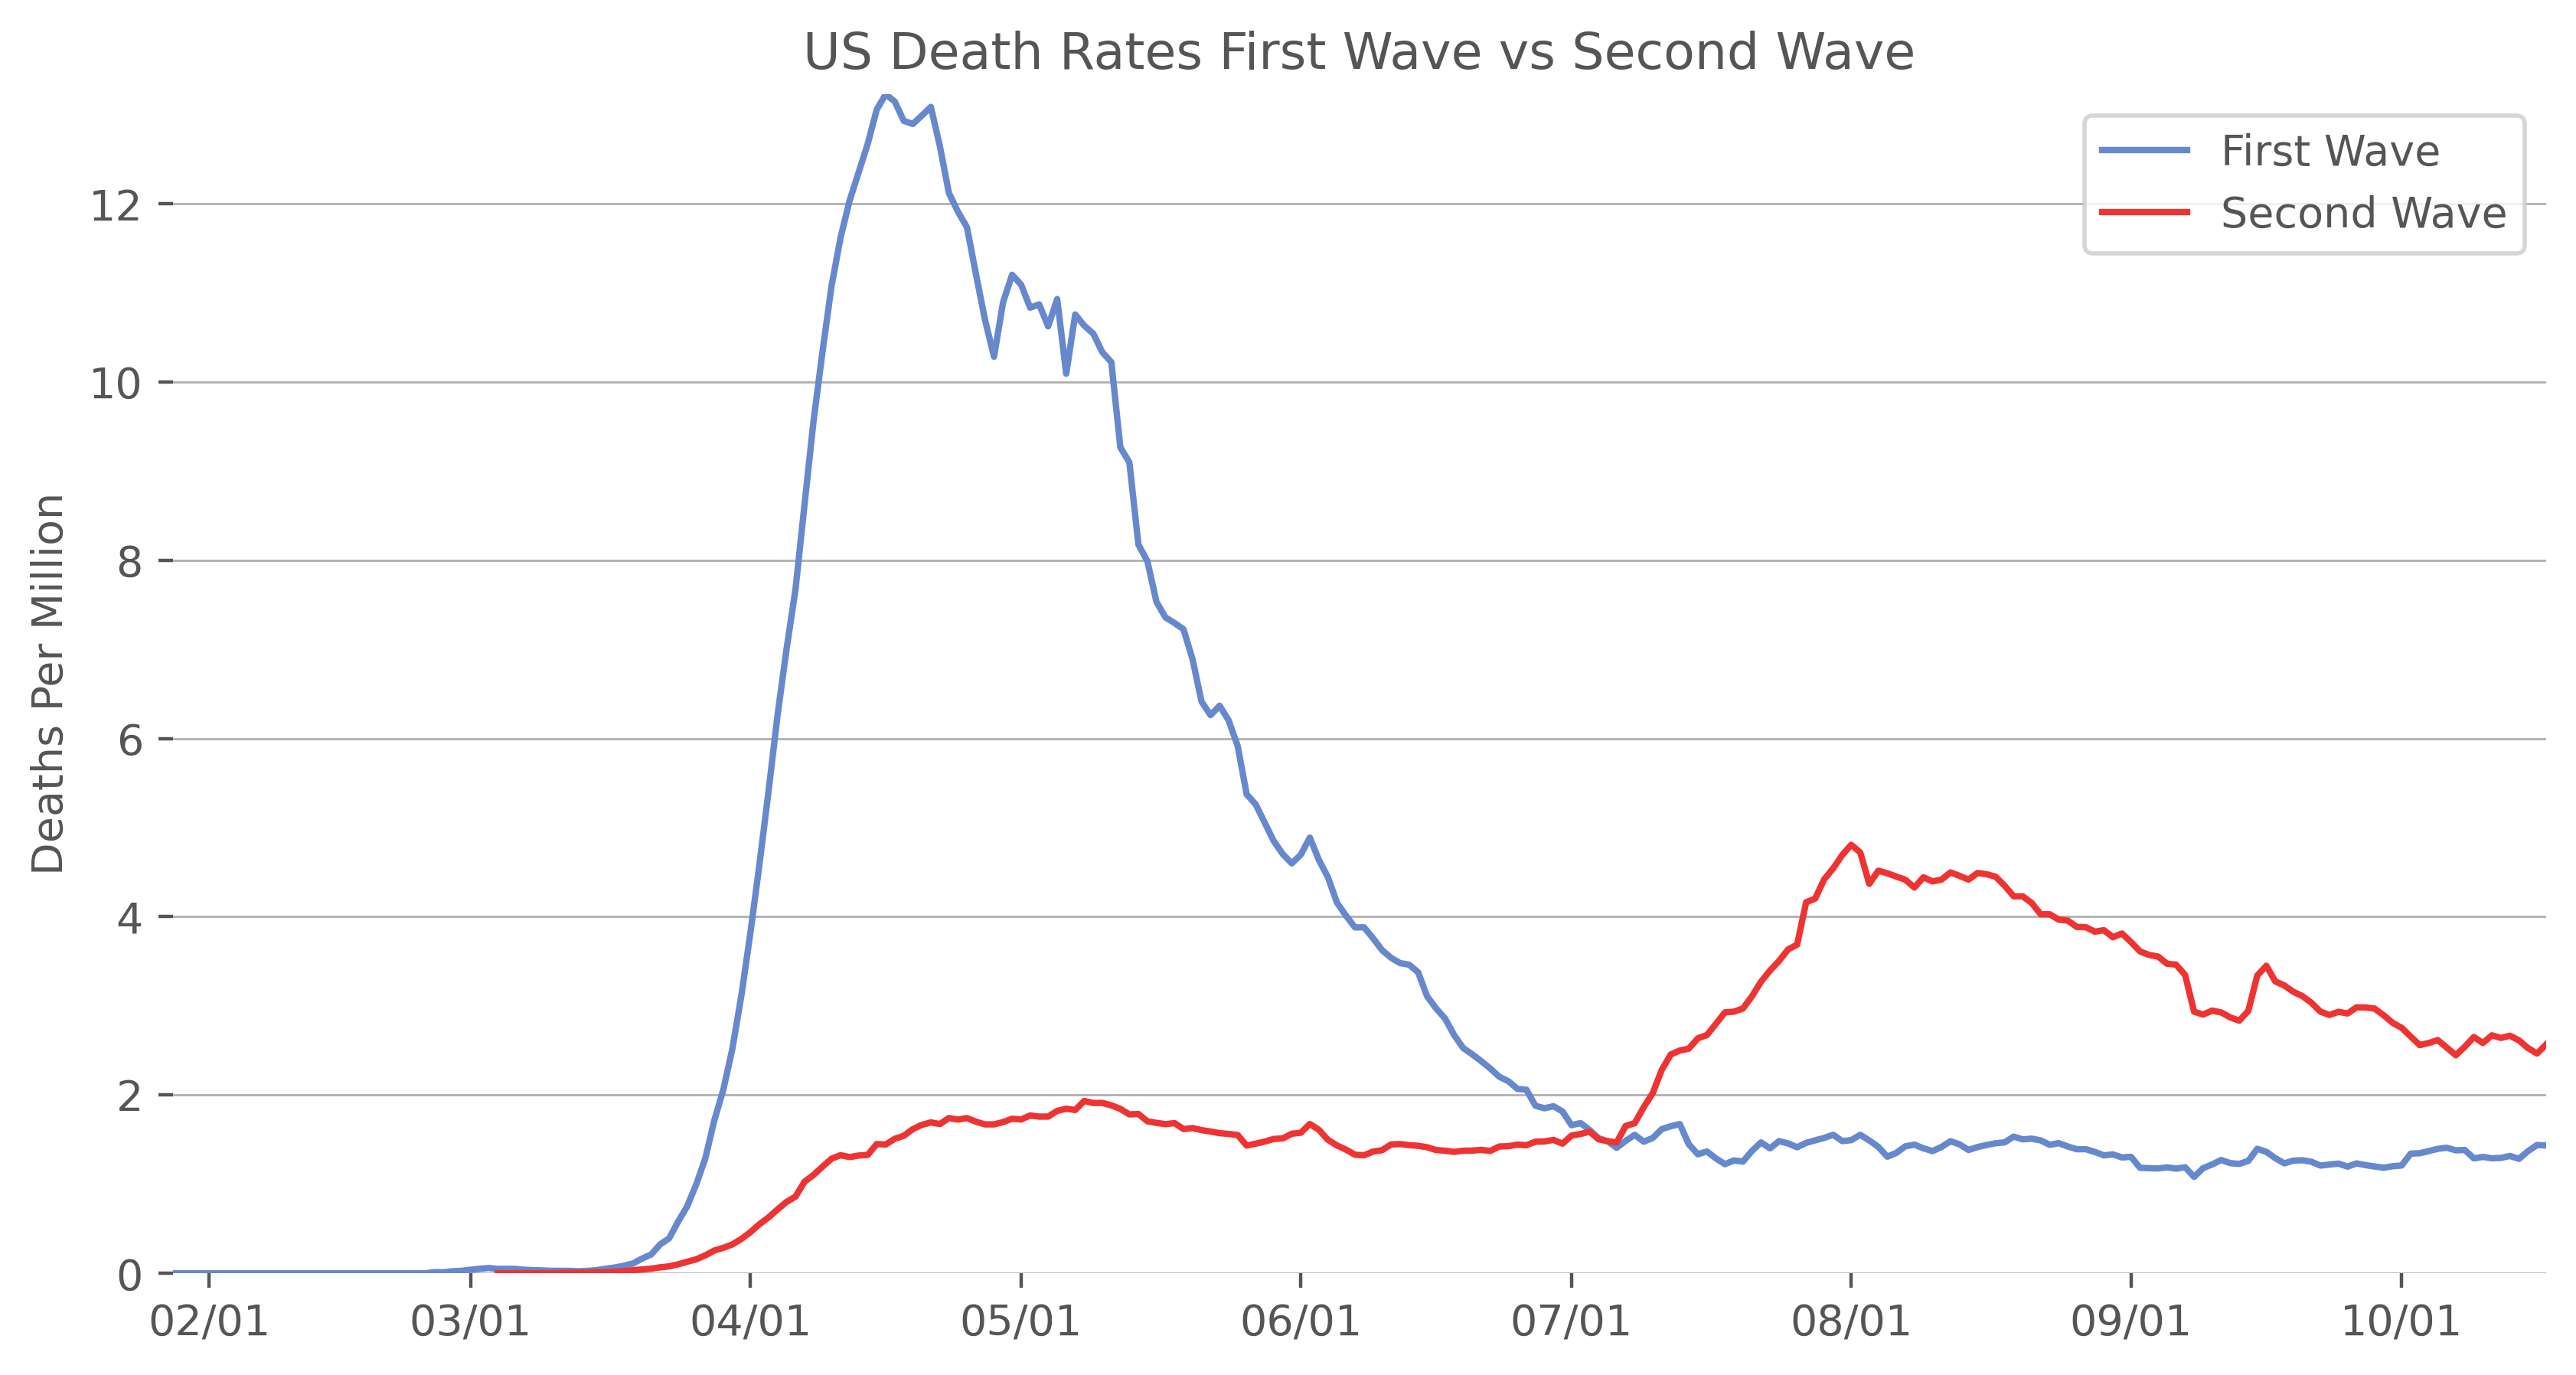 US Death Rates First Wave vs Second Wave
First Wave
Second Wave
Deaths Per Million
12
10
8
6
4
2
0
02/01 03/01 04/01 05/01 06/01 07/01 08/01 09/01 10/01